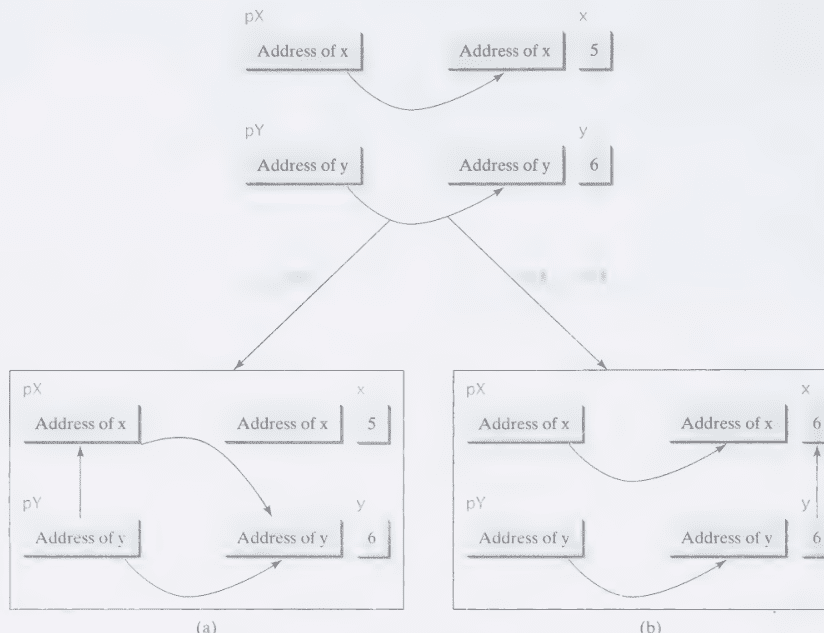 pX x
Address of x Address of x 5
pY y
Address of y Address of y 6
pX x
Address of x Address of x 5
pY y
Address of y Address of y 6
(a)
pX x
Address of x Address of x 6
pY y
Address of y Address of y 6
(b)